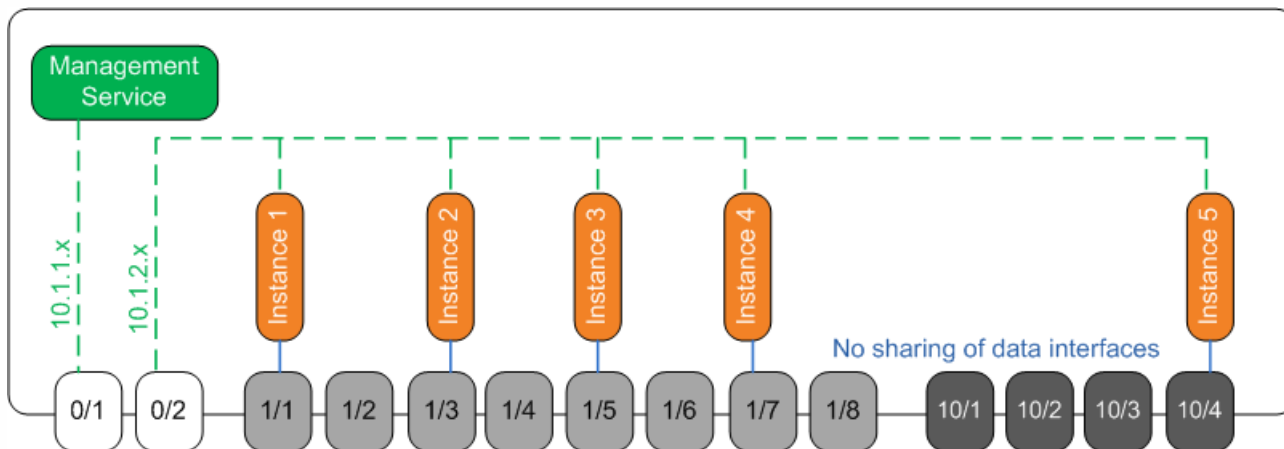 Management
Service
10.1.1.x
10.1.2.x
Instance 1
Instance 2
Instance 3
Instance 4
Instance 5
No sharing of data interfaces
0/1
0/2
1/1
1/2
1/3
1/4
1/5
1/6
1/7
1/8
10/1
10/2
10/3
10/4